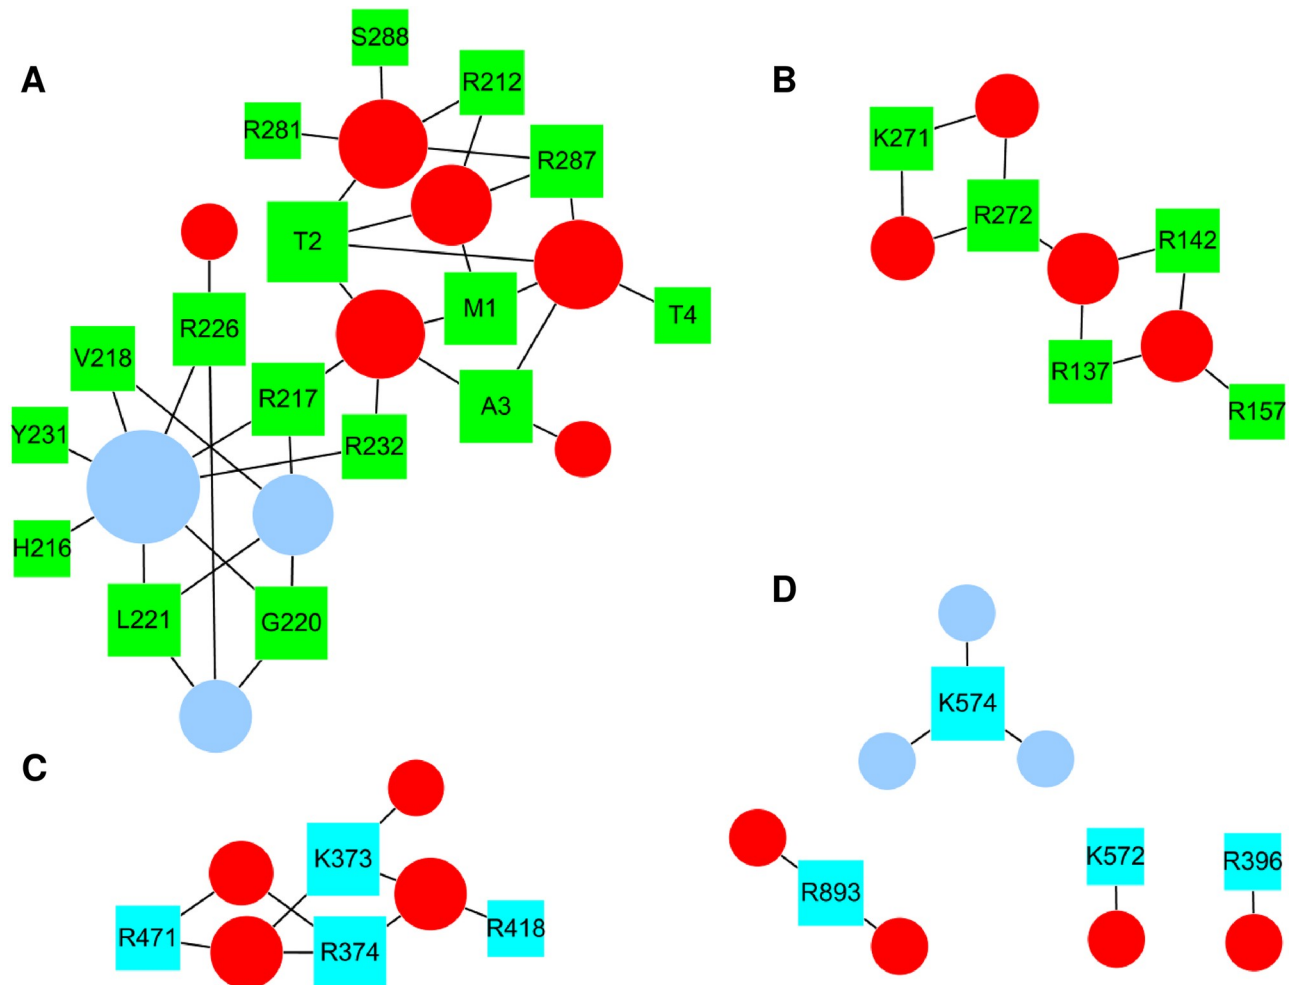 A
S288
R212
R281
R287
T2
R226
M1
T4
V218
R217
A3
Y231
R232
H216
L221
G220
B
K271
R272
R142
R137
R157
C
K373
R471
R374
R418
D
K574
R893
K572
R396